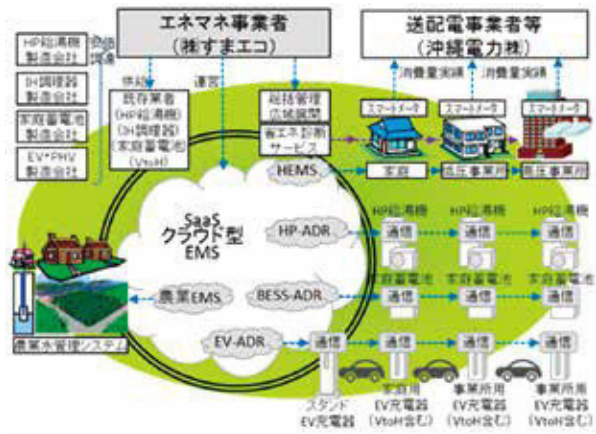 エネマネ事業者
(株)すまエコ)
送配電事業者等
(沖縄電力(株))
HP給湯機
製造会社
IH調理器
製造会社
家庭蓄電池
製造会社
EV・PHV
製造会社
安価
調達
供給
運営
既存業者
(HP給湯機)
(IH調理器)
(家庭蓄電池)
(VtoH)
総括管理
広域展開
省エネ診断
サービス
消費量実績
消費量実績
スマートメータ
スマートメータ
スマートメータ
HEMS
家庭
低圧事業所
高圧事業所
SaaS
クラウド型
EMS
HP給湯機
HP給湯機
HP給湯機
HP-ADR
通信
通信
通信
家庭蓄電池
家庭蓄電池
家庭蓄電池
農業EMS
BESS-ADR
通信
通信
通信
農業水管理システム
EV-ADR
通信
通信
通信
通信
スタンド
EV充電器
家庭用
EV充電器
(VtoH含む)
事業所用
EV充電器
(VtoH含む)
事業所用
EV充電器
(VtoH含む)